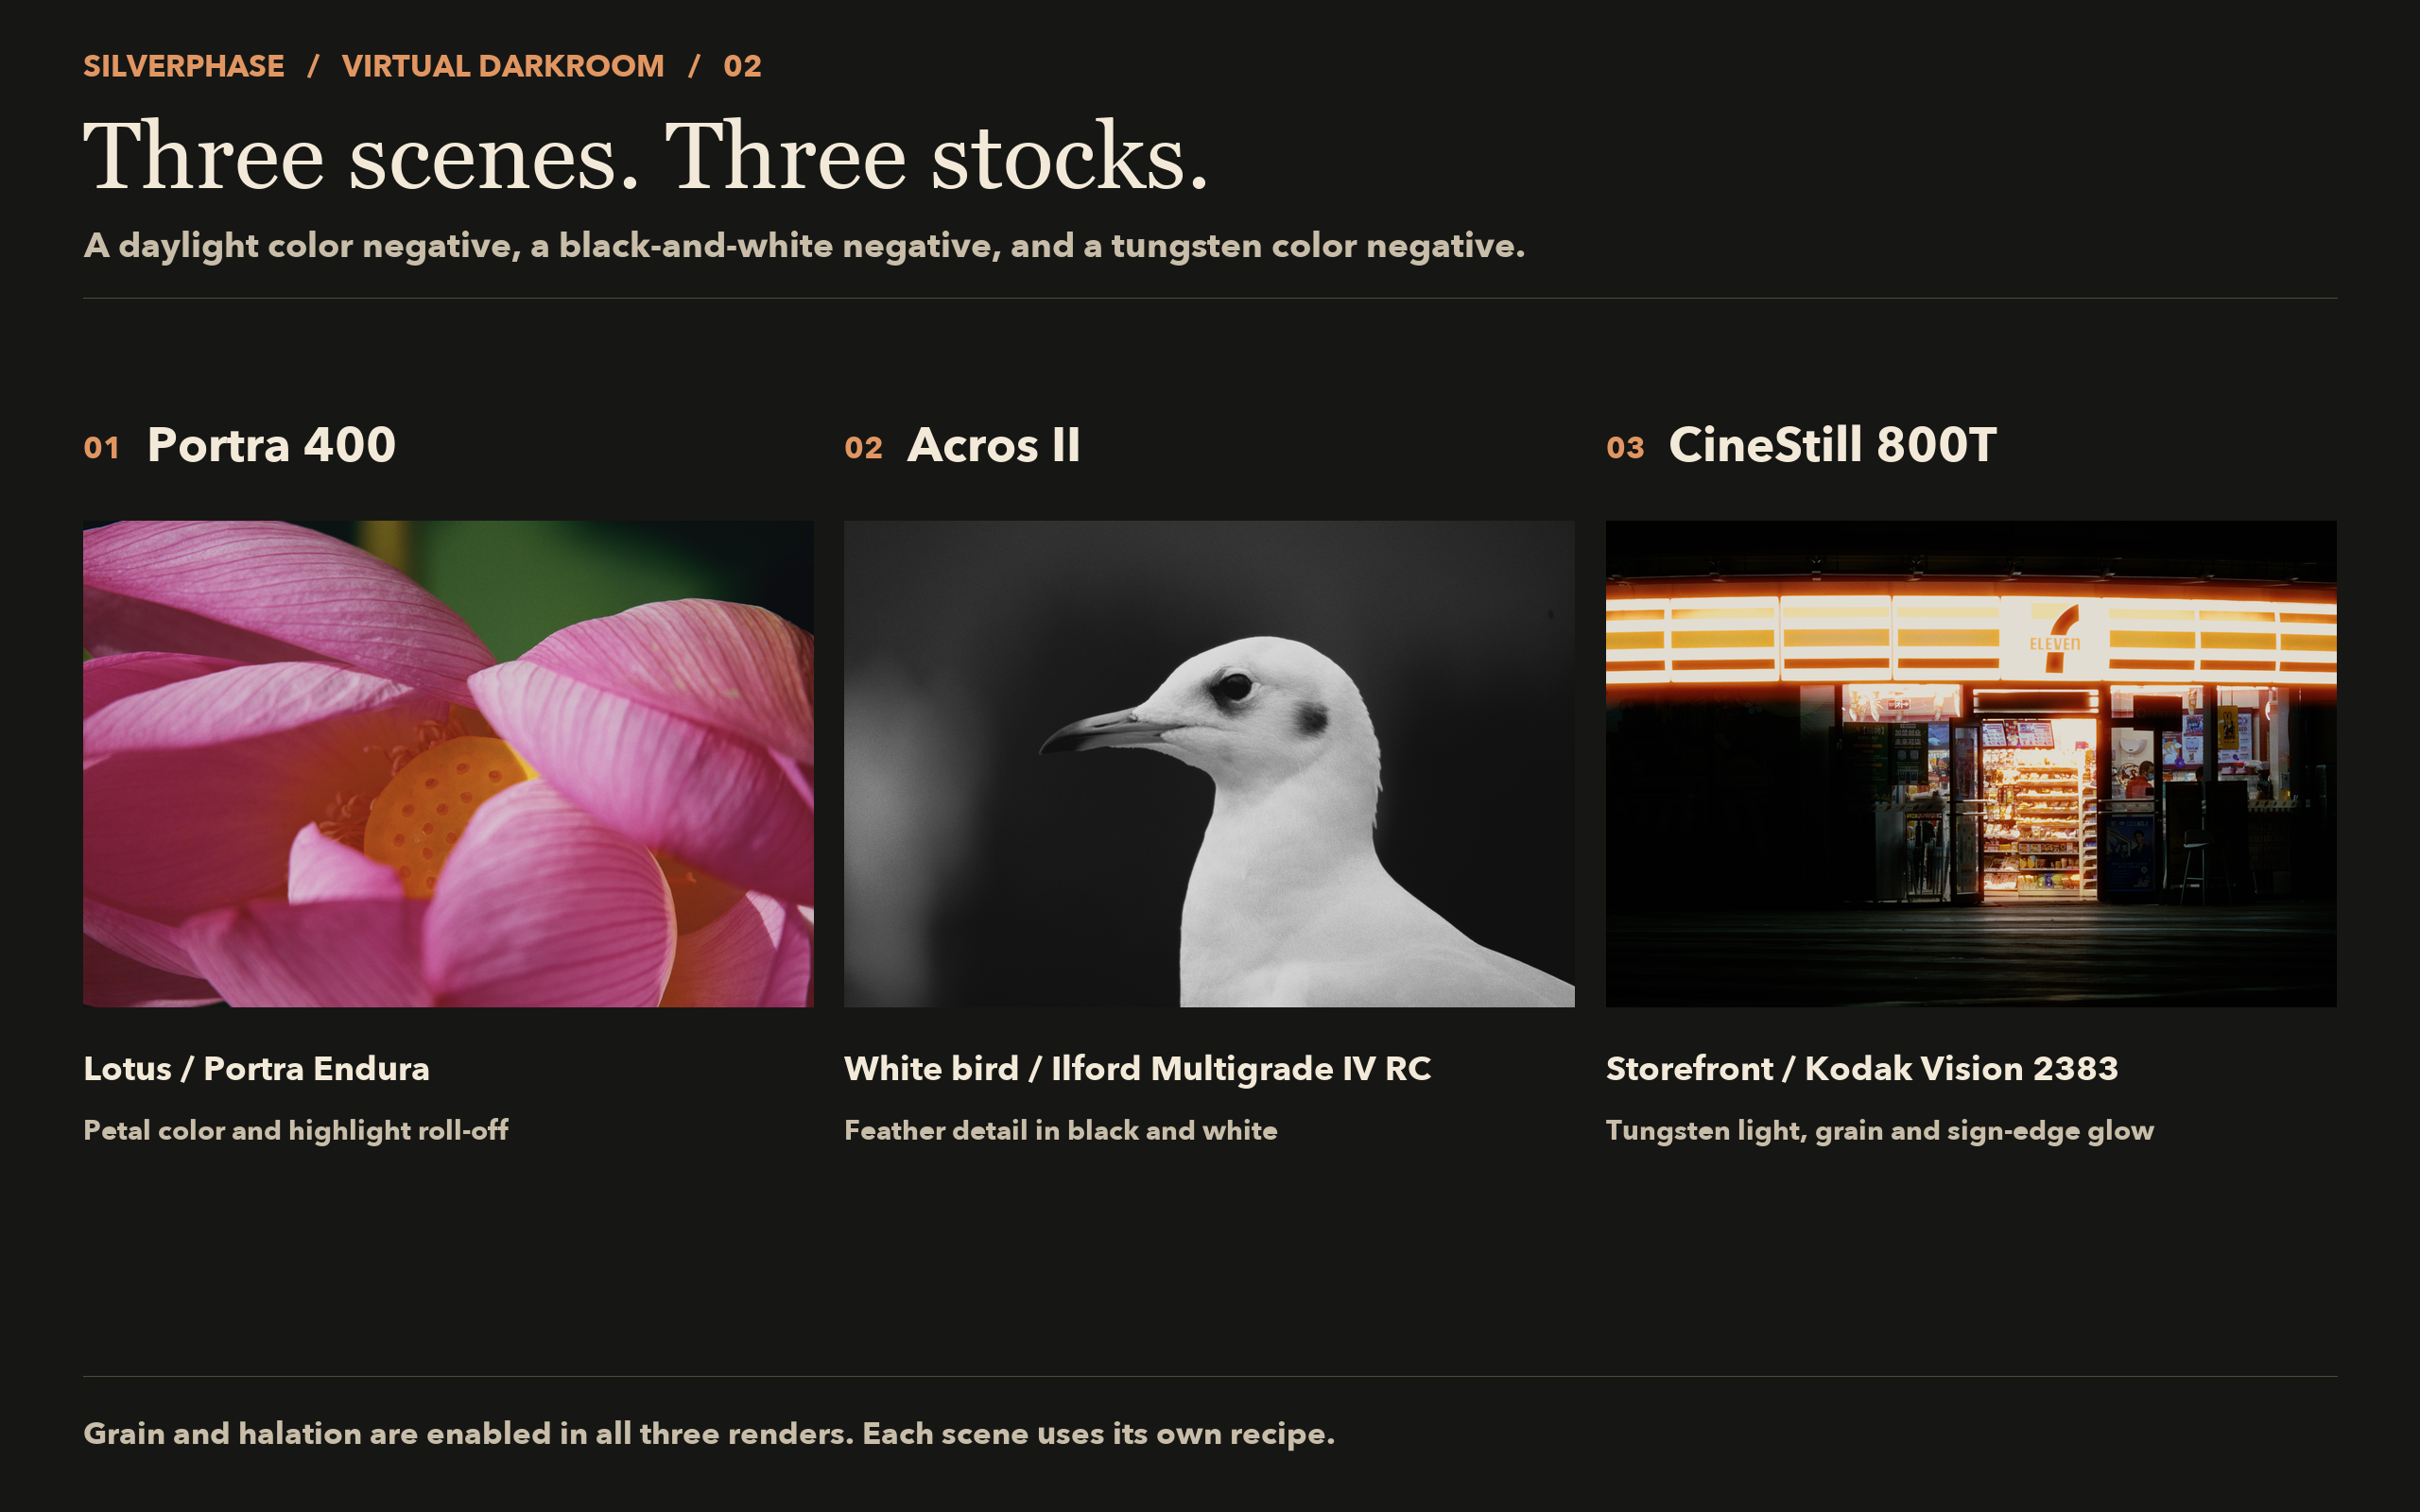 SILVERPHASE / VIRTUAL DARKROOM / 02
Three scenes. Three stocks.
A daylight color negative, a black-and-white negative, and a tungsten color negative.
01 Portra 400
02 Acros II
03 CineStill 800T
ELEVEn
Lotus / Portra Endura
Petal color and highlight roll-off
White bird / Ilford Multigrade IV RC
Feather detail in black and white
Storefront / Kodak Vision 2383
Tungsten light, grain and sign-edge glow
Grain and halation are enabled in all three renders. Each scene uses its own recipe.